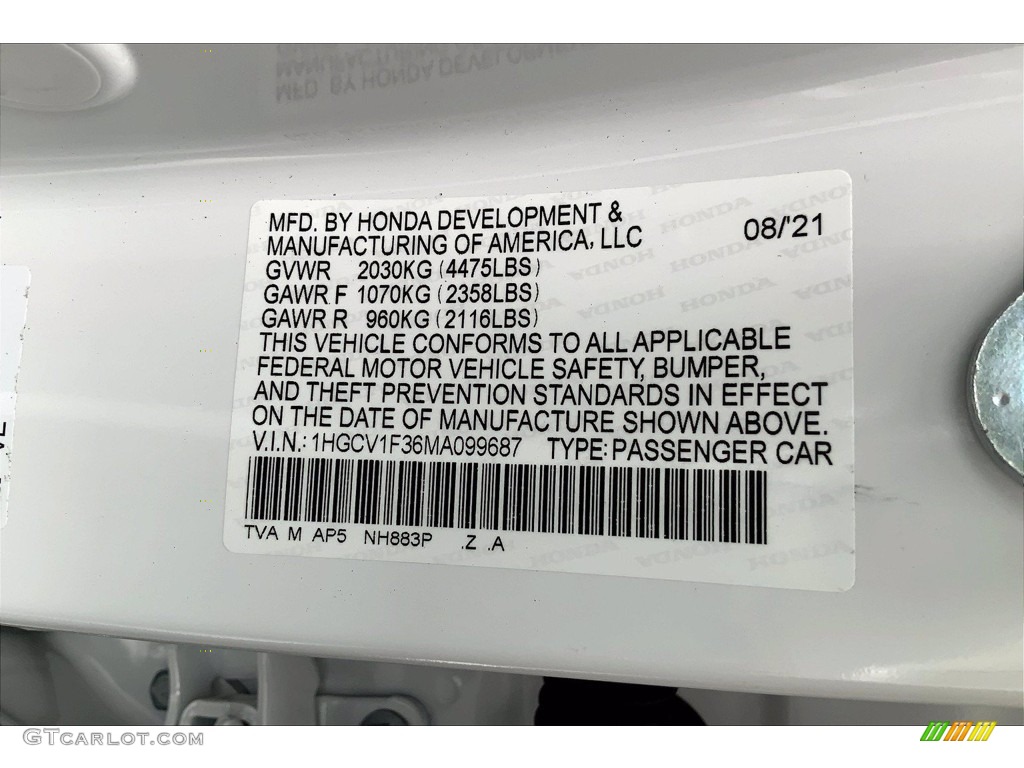 MFD. BY HONDA DEVELOPMENT &
MANUFACTURING OF AMERICA, LLC
08/'21
GVWR 2030KG (4475LBS)
GAWR F 1070KG (2358LBS)
GAWR R 960KG (2116LBS)
THIS VEHICLE CONFORMS TO ALL APPLICABLE
FEDERAL MOTOR VEHICLE SAFETY, BUMPER,
AND THEFT PREVENTION STANDARDS IN EFFECT
ON THE DATE OF MANUFACTURE SHOWN ABOVE.
V.I.N.: 1HGCV1F36MA099687 TYPE: PASSENGER CAR
TVA M AP5 NH883P .Z .A
GTCarlot.com